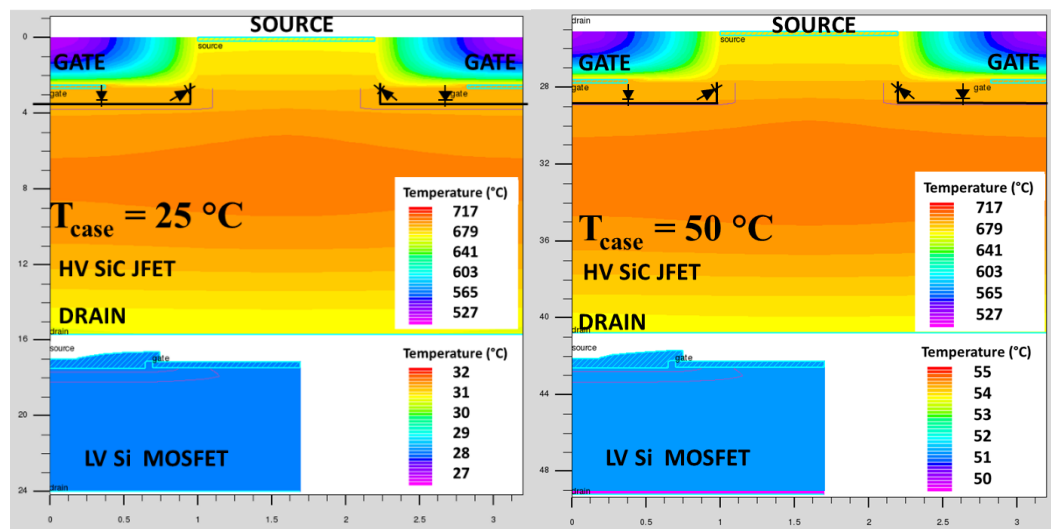 SOURCE
source
GATE
GATE
gate
gate
Temperature (°C)
717
679
641
603
565
527
Tcase = 25 °C
HV SiC JFET
DRAIN
drain
source
gate
Temperature (°C)
32
31
30
29
28
27
LV Si MOSFET
drain
0
4
8
12
16
20
24
0
0.5
1
1.5
2
2.5
3
drain
SOURCE
source
GATE
GATE
gate
gate
Temperature (°C)
717
679
641
603
565
527
Tcase = 50 °C
HV SiC JFET
DRAIN
drain
source
gate
Temperature (°C)
55
54
53
52
51
50
LV Si MOSFET
drain
28
32
36
40
44
48
0
0.5
1
1.5
2
2.5
3